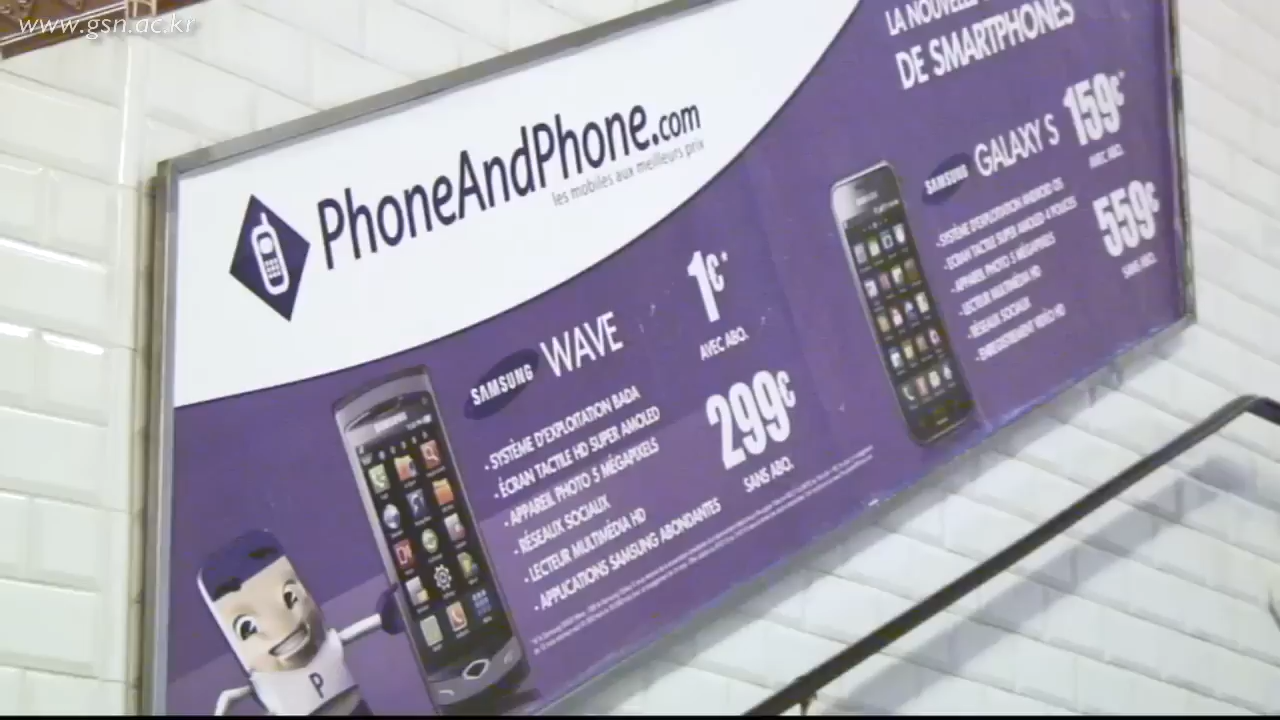 www.gsn.ac.kr
PhoneAndPhone.com
les mobiles aux meilleurs prix
SAMSUNG WAVE
1€*
AVEC ABO.
• SYSTÈME D'EXPLOITATION BADA
• ÉCRAN TACTILE HD SUPER AMOLED
• APPAREIL PHOTO 5 MÉGAPIXELS
• RÉSEAUX SOCIAUX
• LECTEUR MULTIMÉDIA HD
• APPLICATIONS SAMSUNG ABONDANTES
299€
SANS ABO.
LA NOUVELLE
DE SMARTPHONES
SAMSUNG GALAXY S
159€*
AVEC ABO.
• SYSTÈME D'EXPLOITATION ANDROID OS
• ECRAN TACTILE SUPER AMOLED 4 POUCES
• APPAREIL PHOTO 5 MÉGAPIXELS
• LECTEUR MULTIMÉDIA HD
• RÉSEAUX SOCIAUX
• ENREGISTREMENT VIDÉO HD
559€
SANS ABO.
SAMSUNG
P